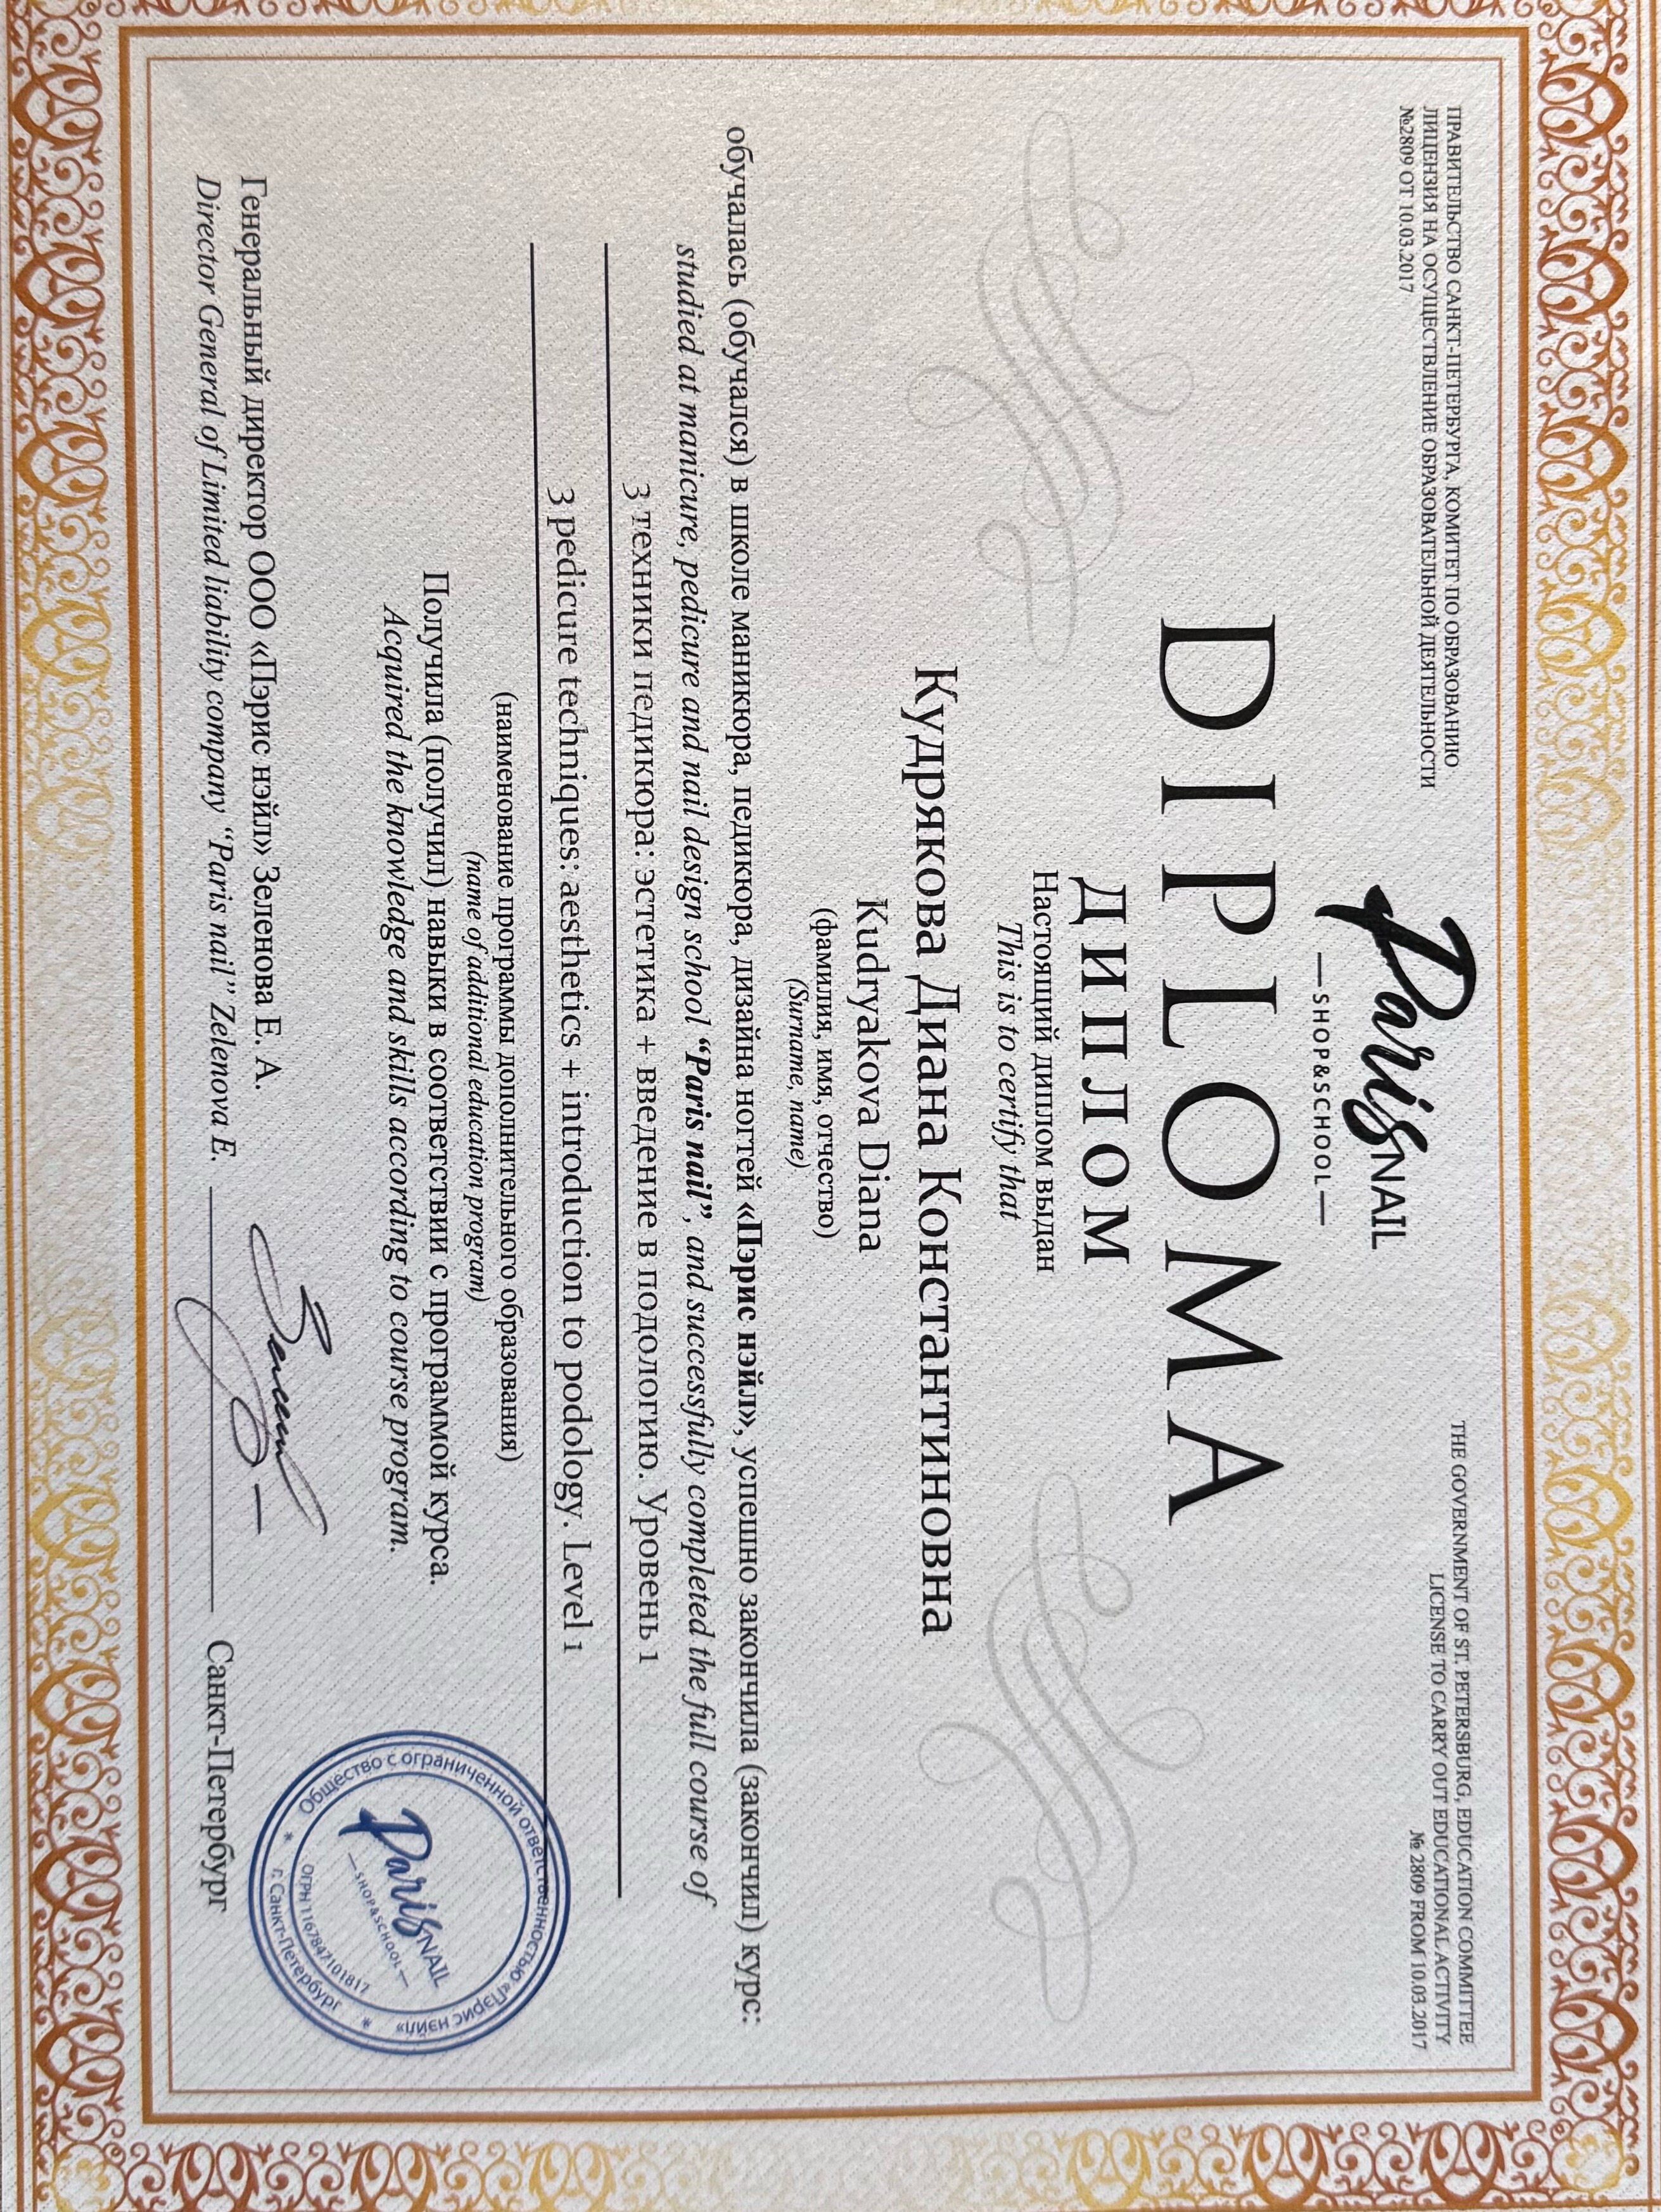 ПРАВИТЕЛЬСТВО САНКТ-ПЕТЕРБУРГА, КОМИТЕТ ПО ОБРАЗОВАНИЮ
ЛИЦЕНЗИЯ НА ОСУЩЕСТВЛЕНИЕ ОБРАЗОВАТЕЛЬНОЙ ДЕЯТЕЛЬНОСТИ
№2809 ОТ 10.03.2017
Paris NAIL
SHOP&SCHOOL
THE GOVERNMENT OF ST. PETERSBURG, EDUCATION COMMITTEE
LICENSE TO CARRY OUT EDUCATIONAL ACTIVITY
№ 2809 FROM 10.03.2017
DIPLOMA
ДИПЛОМ
Настоящий диплом выдан
This is to certify that
Кудрякова Диана Константиновна
Kudryakova Diana
(фамилия, имя, отчество)
(Surname, name)
обучалась (обучался) в школе маникюра, педикюра, дизайна ногтей «Пэрис нэйл», успешно закончила (закончил) курс:
studied at manicure, pedicure and nail design school “Paris nail”, and successfully completed the full course of
3 техники педикюра: эстетика + введение в подологию. Уровень 1
3 pedicure techniques: aesthetics + introduction to podology. Level 1
(наименование программы дополнительного образования)
(name of additional education program)
Получила (получил) навыки в соответствии с программой курса.
Acquired the knowledge and skills according to course program.
Генеральный директор ООО «Пэрис нэйл» Зеленова Е. А.
Director General of Limited liability company “Paris nail” Zelenova E.
Санкт-Петербург
Общество с ограниченной ответственностью «Пэрис нэйл»
Paris NAIL
SHOP&SCHOOL
ОГРН 1167847101817
* г. Санкт-Петербург *